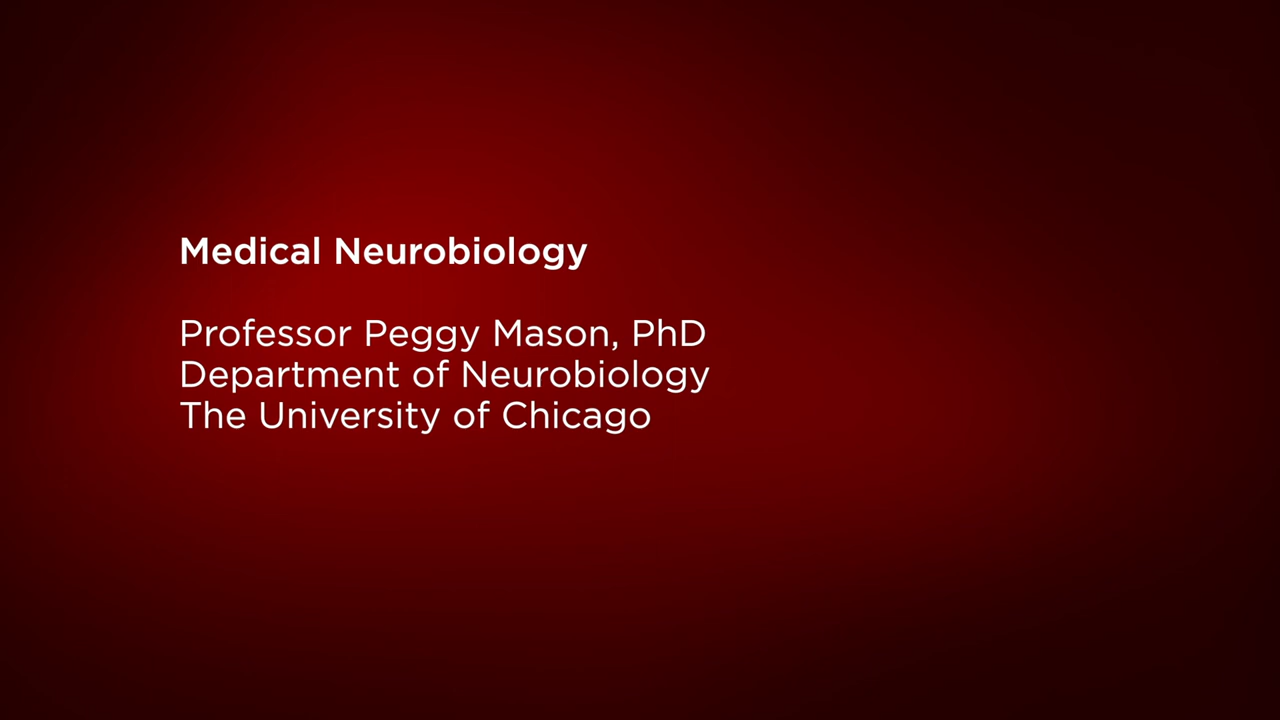 Medical Neurobiology
Professor Peggy Mason, PhD
Department of Neurobiology
The University of Chicago